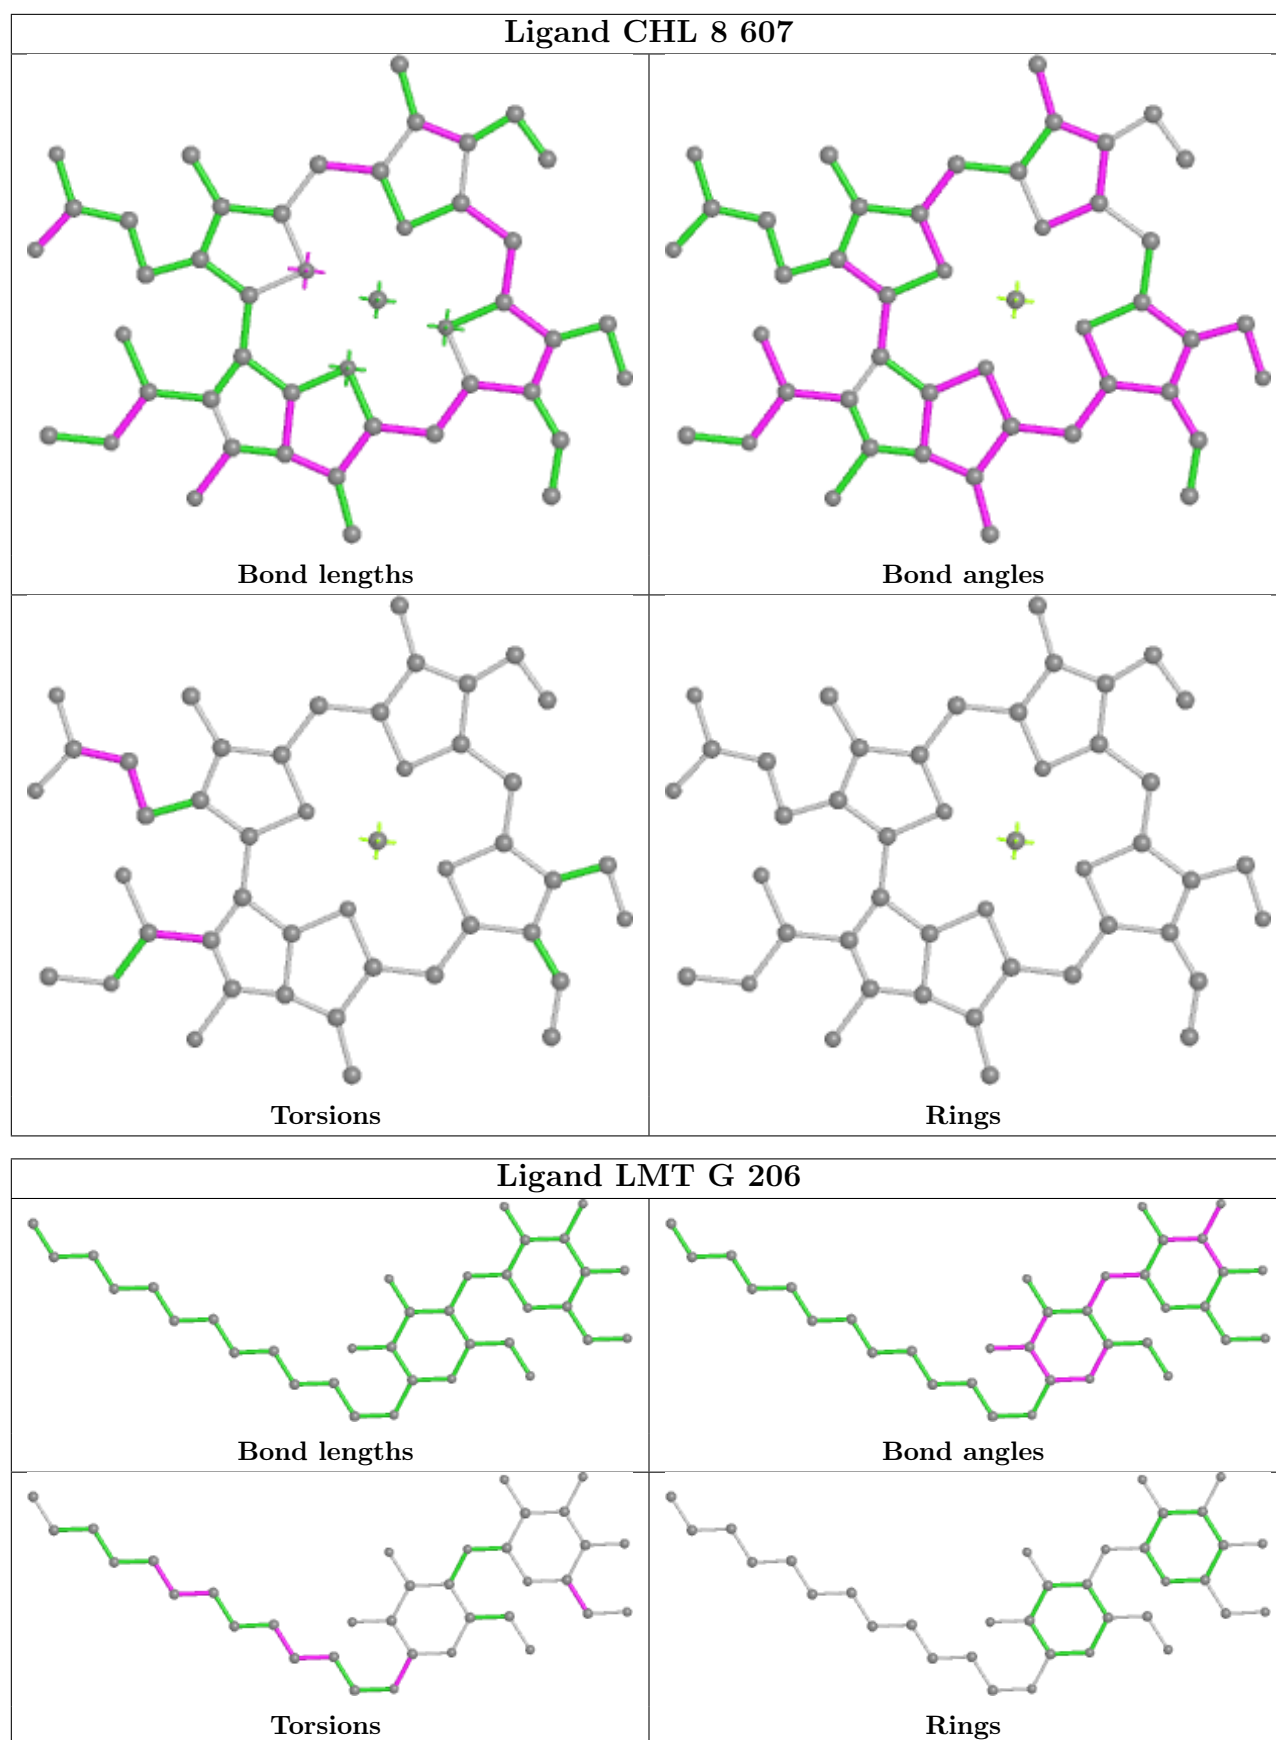 Ligand CHL 8 607
Bond lengths
Bond angles
Torsions
Rings
Ligand LMT G 206
Bond lengths
Bond angles
Torsions
Rings